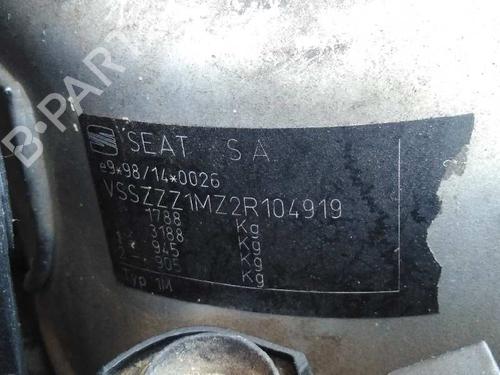 B-PARTS
SEAT S A
e9*98/14*0026
VSSZZZ1MZ2R104919
1788 Kg
3188 Kg
1 - 945 Kg
2 - 905 Kg
Typ 1M